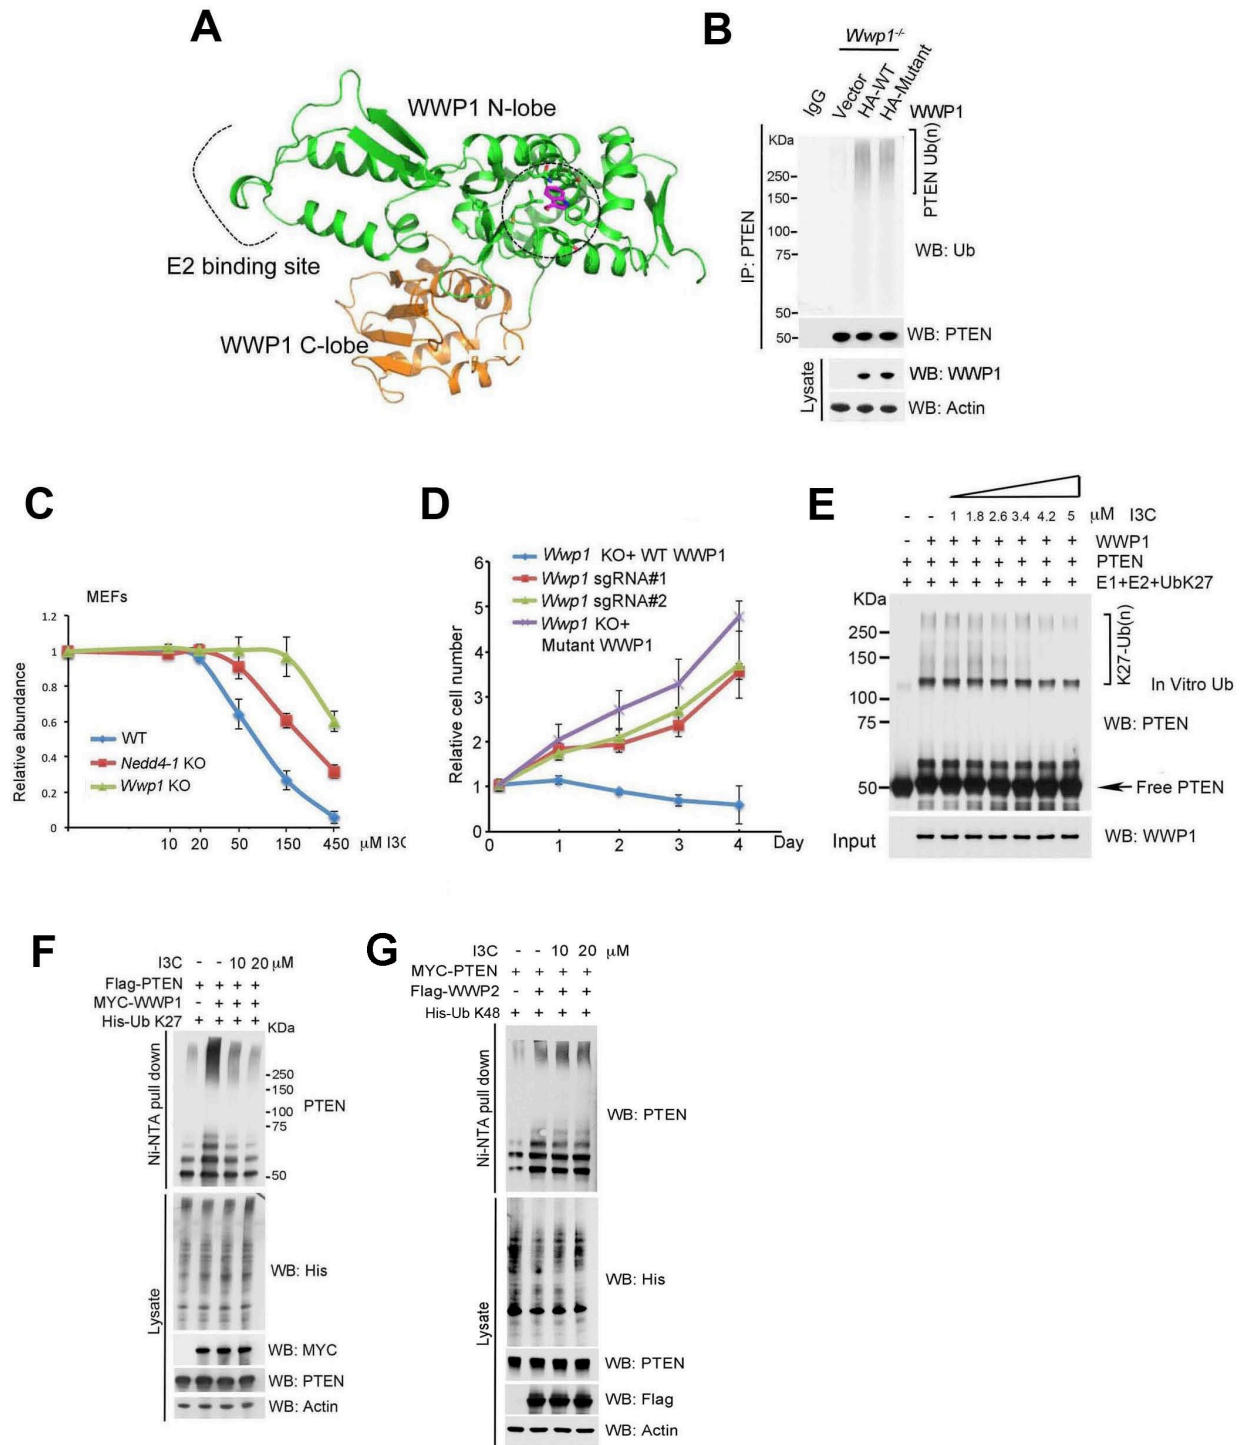 A
WWP1 N-lobe
E2 binding site
WWP1 C-lobe
B
Wwp1-/-
IgG
Vector
HA-WT
HA-Mutant
WWP1
KDa
250
150
100
75
50
50
IP: PTEN
PTEN Ub(n)
WB: Ub
WB: PTEN
Lysate
WB: WWP1
WB: Actin
C
MEFs
1.2
1
0.8
0.6
0.4
0.2
0
Relative abundance
WT
Nedd4-1 KO
Wwp1 KO
10 20 50 150 450 μM I3C
D
Wwp1 KO+ WT WWP1
Wwp1 sgRNA#1
Wwp1 sgRNA#2
Wwp1 KO+
Mutant WWP1
6
5
4
3
2
1
0
Relative cell number
0 1 2 3 4 Day
E
- - 1 1.8 2.6 3.4 4.2 5 μM I3C
- + + + + + + + WWP1
+ + + + + + + + PTEN
+ + + + + + + + E1+E2+UbK27
KDa
250
150
100
75
50
K27-Ub(n)
In Vitro Ub
WB: PTEN
Free PTEN
Input
WB: WWP1
F
I3C - - 10 20 μM
Flag-PTEN + + + +
MYC-WWP1 - + + +
His-Ub K27 + + + +
KDa
-250
-150
-100
-75
-50
Ni-NTA pull down
PTEN
Lysate
WB: His
WB: MYC
WB: PTEN
WB: Actin
G
I3C - - 10 20 μM
MYC-PTEN + + + +
Flag-WWP2 - + + +
His-Ub K48 + + + +
Ni-NTA pull down
WB: PTEN
Lysate
WB: His
WB: PTEN
WB: Flag
WB: Actin